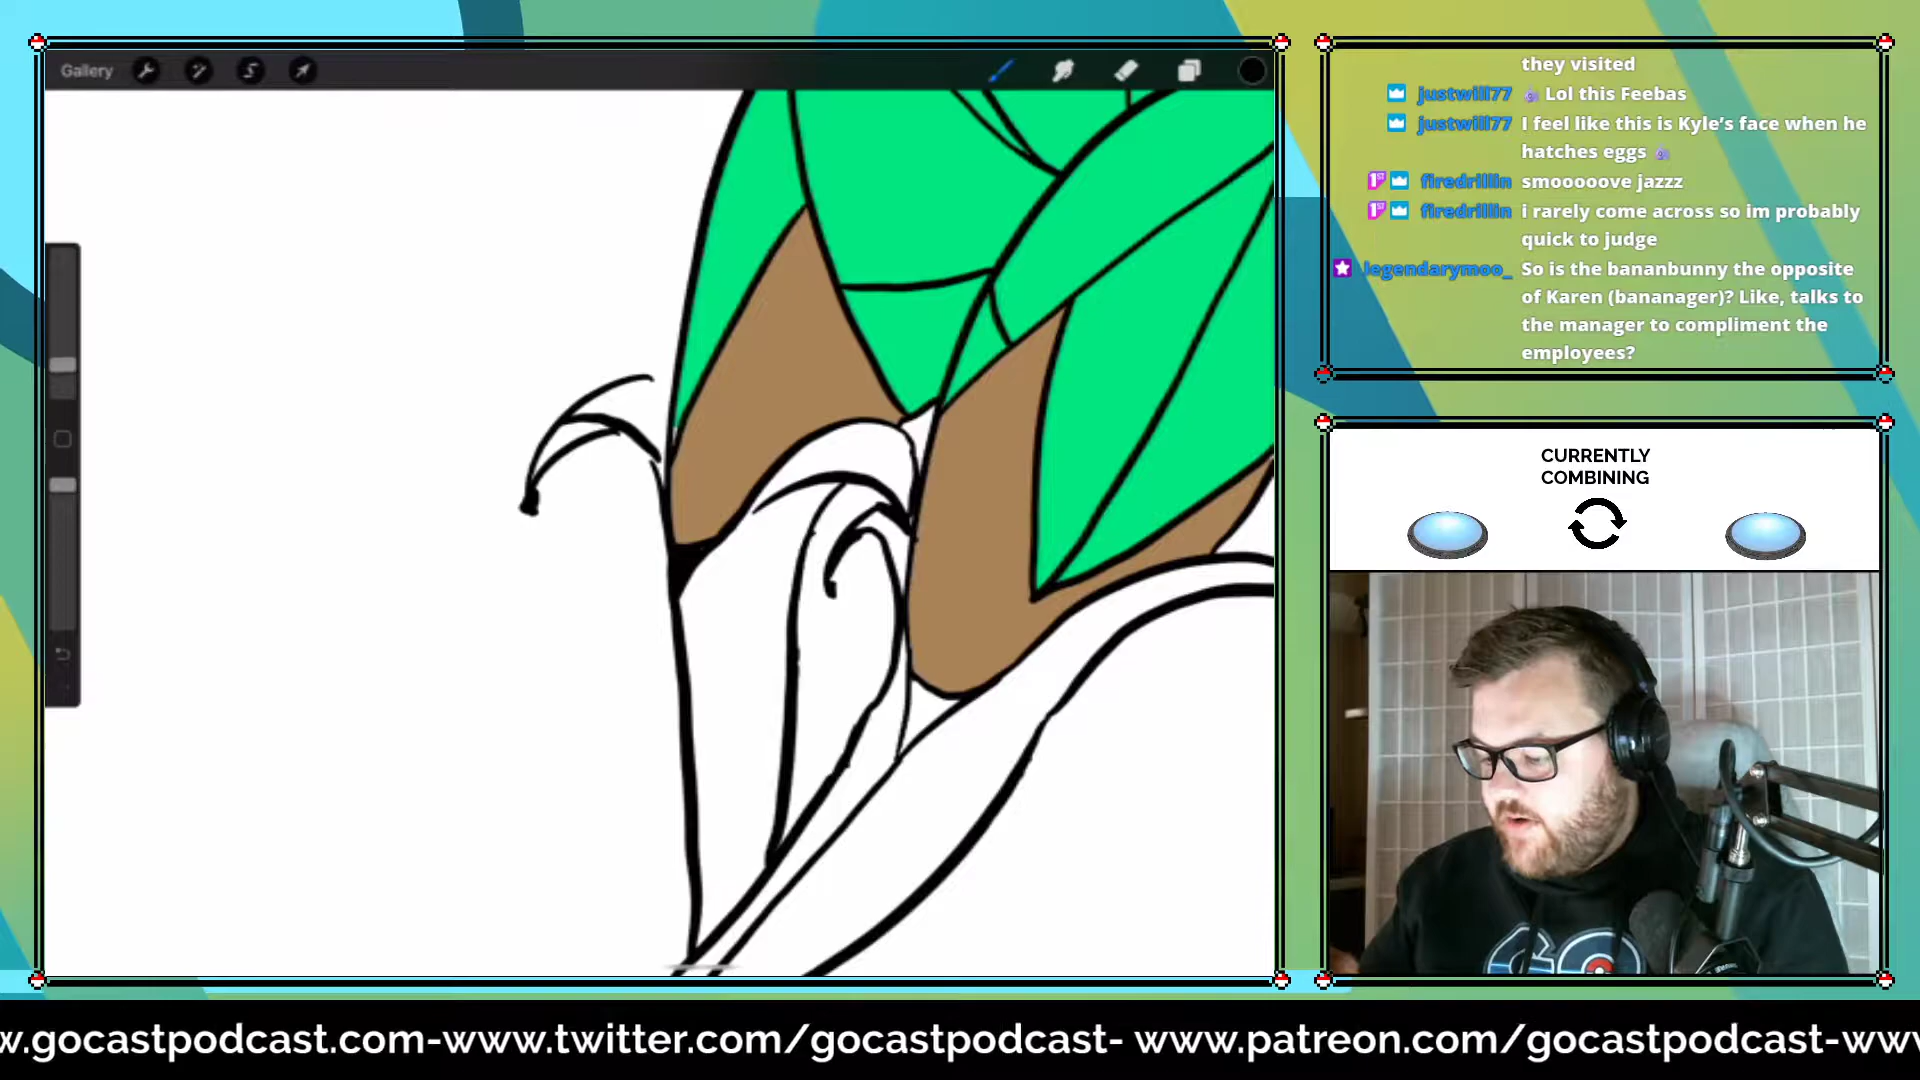 Gallery
they visited
justwill77 Lol this Feebas
justwill77 I feel like this is Kyle's face when he
hatches eggs
firedrillin smooooove jazzz
firedrillin i rarely come across so im probably
quick to judge
legendarymoo_ So is the bananbunny the opposite
of Karen (bananager)? Like, talks to
the manager to compliment the
employees?
CURRENTLY
COMBINING
GO
w.gocastpodcast.com-www.twitter.com/gocastpodcast- www.patreon.com/gocastpodcast-www